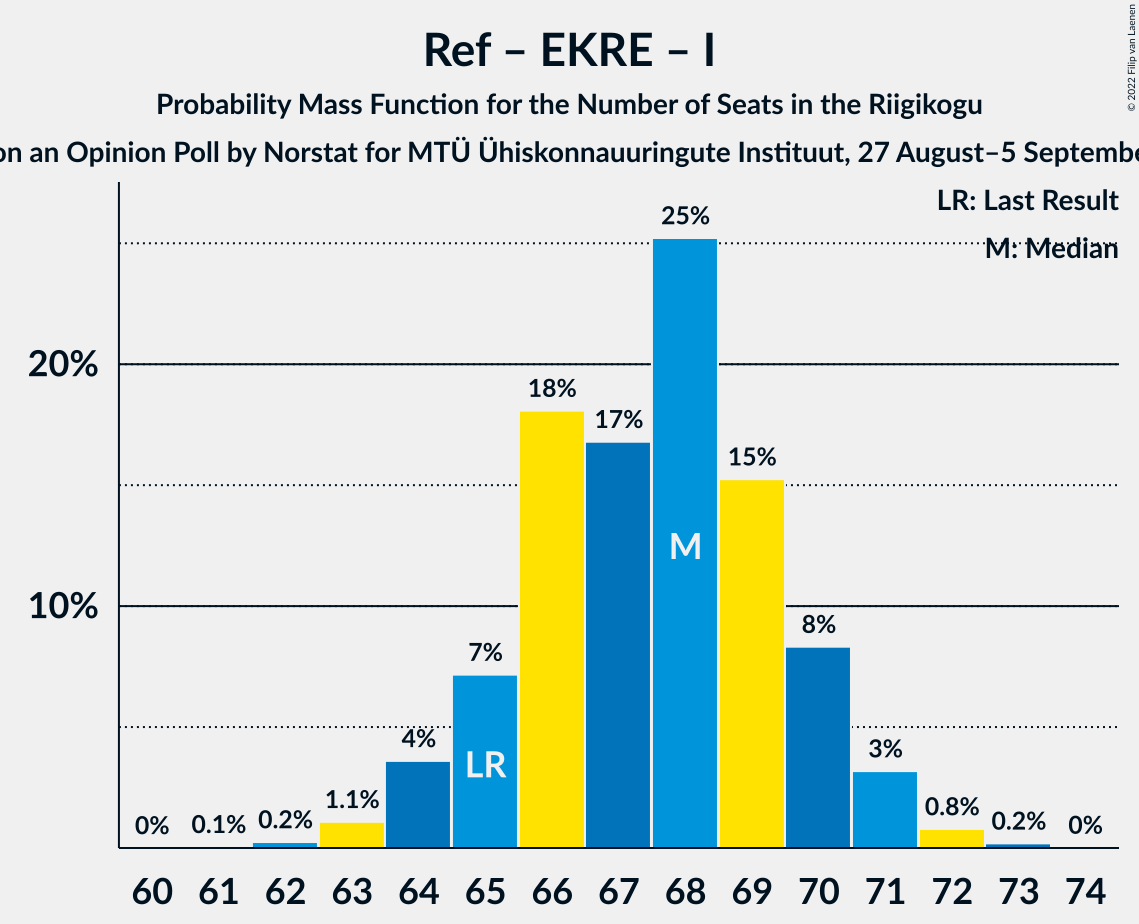 Ref – EKRE – I
Probability Mass Function for the Number of Seats in the Riigikogu
on an Opinion Poll by Norstat for MTÜ Ühiskonnauuringute Instituut, 27 August–5 Septembe
© 2022 Filip van Laenen
LR: Last Result
M: Median
25%
20%
18%
17%
15%
M
10%
8%
7%
4%
LR
3%
1.1%
0.8%
0%
0.1%
0.2%
0.2%
0%
60 61 62 63 64 65 66 67 68 69 70 71 72 73 74